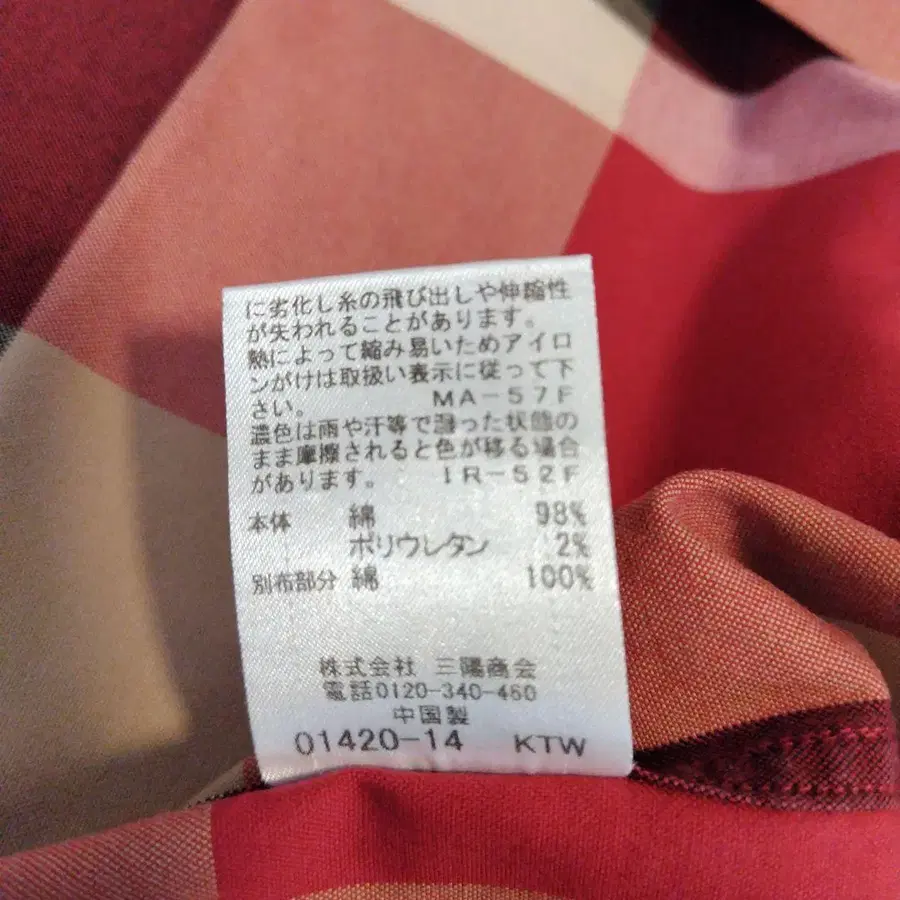 に劣化し糸の飛び出しや伸縮性
が失われることがあります。
熱によって縮み易いためアイロ
ンがけは取扱い表示に従って下
さい。 MA-57F
濃色は雨や汗等で湿った状態の
まま摩擦されると色が移る場合
があります。 IR-52F
本体 綿 98%
ポリウレタン 2%
別布部分 綿 100%
株式会社 三陽商会
電話0120-340-460
中国製
01420-14 KTW